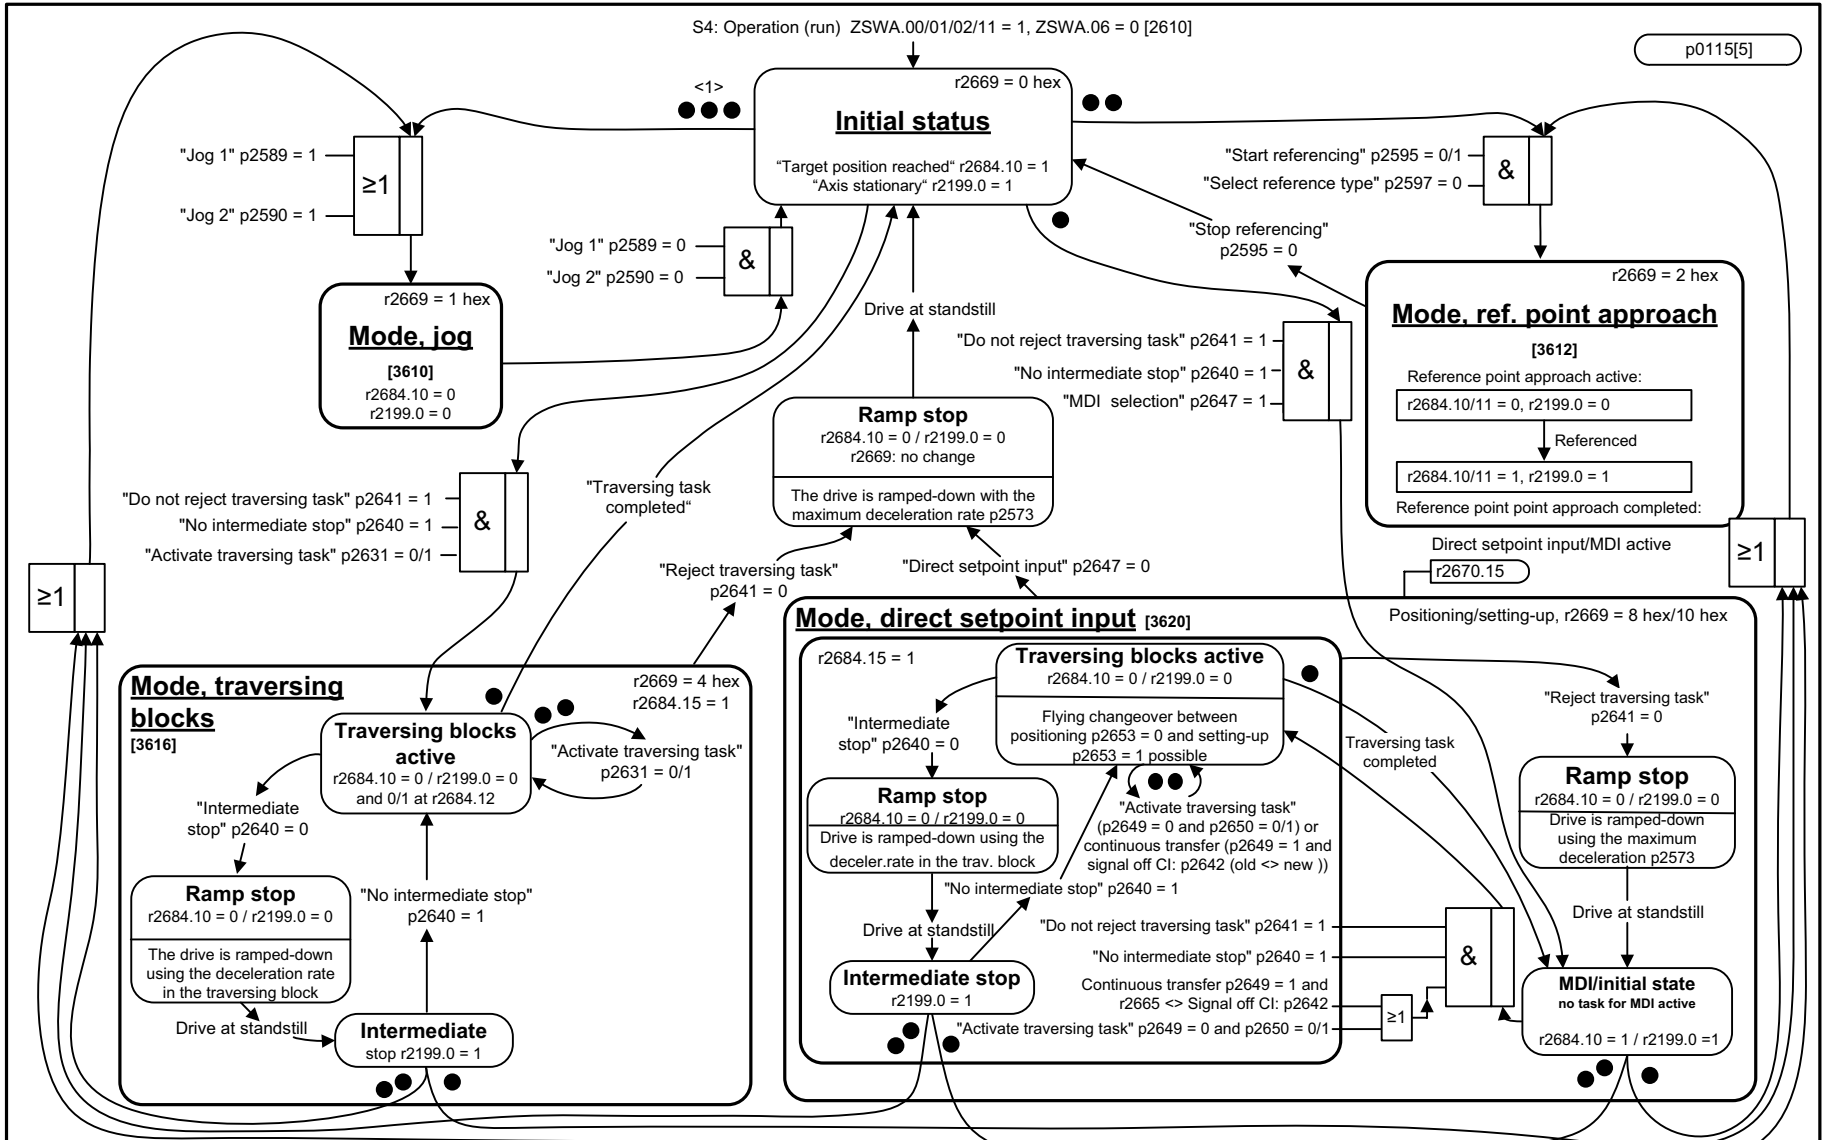 S4: Operation (run) ZSWA.00/01/02/11 = 1, ZSWA.06 = 0 [2610]
p0115[5]
<1>
r2669 = 0 hex
Initial status
“Target position reached“ r2684.10 = 1
“Axis stationary“ r2199.0 = 1
"Jog 1" p2589 = 1
≥1
"Jog 2" p2590 = 1
"Jog 1" p2589 = 0
&
"Jog 2" p2590 = 0
"Start referencing" p2595 = 0/1
&
"Select reference type" p2597 = 0
"Stop referencing"
p2595 = 0
r2669 = 1 hex
Mode, jog
[3610]
r2684.10 = 0
r2199.0 = 0
Drive at standstill
r2669 = 2 hex
Mode, ref. point approach
[3612]
Reference point approach active:
r2684.10/11 = 0, r2199.0 = 0
Referenced
r2684.10/11 = 1, r2199.0 = 1
Reference point point approach completed:
"Do not reject traversing task" p2641 = 1
"No intermediate stop" p2640 = 1
&
"MDI  selection" p2647 = 1
Ramp stop
r2684.10 = 0 / r2199.0 = 0
r2669: no change
The drive is ramped-down with the
maximum deceleration rate p2573
"Do not reject traversing task" p2641 = 1
"No intermediate stop" p2640 = 1
&
"Activate traversing task" p2631 = 0/1
"Traversing task
completed“
≥1
"Reject traversing task"
p2641 = 0
"Direct setpoint input" p2647 = 0
Direct setpoint input/MDI active
r2670.15
≥1
Mode, traversing
blocks
[3616]
r2669 = 4 hex
r2684.15 = 1
Traversing blocks
active
r2684.10 = 0 / r2199.0 = 0
and 0/1 at r2684.12
"Activate traversing task"
p2631 = 0/1
"Intermediate
stop" p2640 = 0
Ramp stop
r2684.10 = 0 / r2199.0 = 0
The drive is ramped-down
using the deceleration rate
in the traversing block
"No intermediate stop"
p2640 = 1
Drive at standstill
Intermediate
stop r2199.0 = 1
Mode, direct setpoint input [3620]
Positioning/setting-up, r2669 = 8 hex/10 hex
r2684.15 = 1
Traversing blocks active
r2684.10 = 0 / r2199.0 = 0
Flying changeover between
positioning p2653 = 0 and setting-up
p2653 = 1 possible
"Intermediate
stop" p2640 = 0
Ramp stop
r2684.10 = 0 / r2199.0 = 0
Drive is ramped-down using the
deceler.rate in the trav. block
"Activate traversing task"
(p2649 = 0 and p2650 = 0/1) or
continuous transfer (p2649 = 1 and
signal off CI: p2642 (old <> new ))
"No intermediate stop" p2640 = 1
Drive at standstill
Intermediate stop
r2199.0 = 1
"Do not reject traversing task" p2641 = 1
"No intermediate stop" p2640 = 1
&
Continuous transfer p2649 = 1 and
r2665 <> Signal off CI: p2642
≥1
"Activate traversing task" p2649 = 0 and p2650 = 0/1
Traversing task
completed
"Reject traversing task"
p2641 = 0
Ramp stop
r2684.10 = 0 / r2199.0 = 0
Drive is ramped-down
using the maximum
deceleration p2573
Drive at standstill
MDI/initial state
no task for MDI active
r2684.10 = 1 / r2199.0 =1